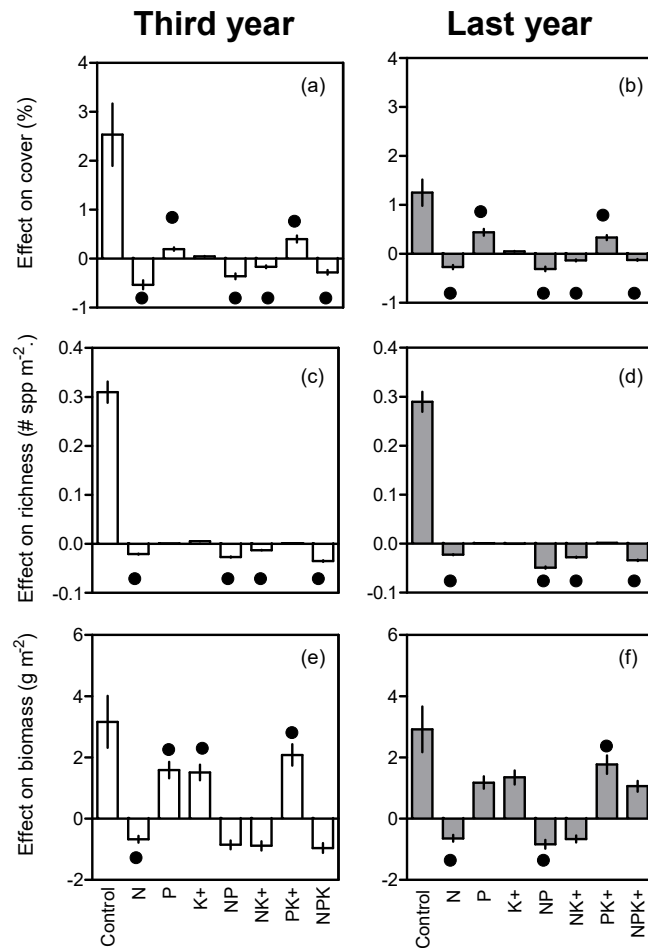 Third year
Last year
Effect on cover (%)
4
3
2
1
0
-1
(a)
4
3
2
1
0
-1
(b)
Effect on richness (# spp m-2.)
0.4
0.3
0.2
0.1
0.0
-0.1
(c)
0.4
0.3
0.2
0.1
0.0
-0.1
(d)
Effect on biomass (g m-2)
6
4
2
0
-2
(e)
Control
N
P
K+
NP
NK+
PK+
NPK
6
4
2
0
-2
(f)
Control
N
P
K+
NP
NK+
PK+
NPK+